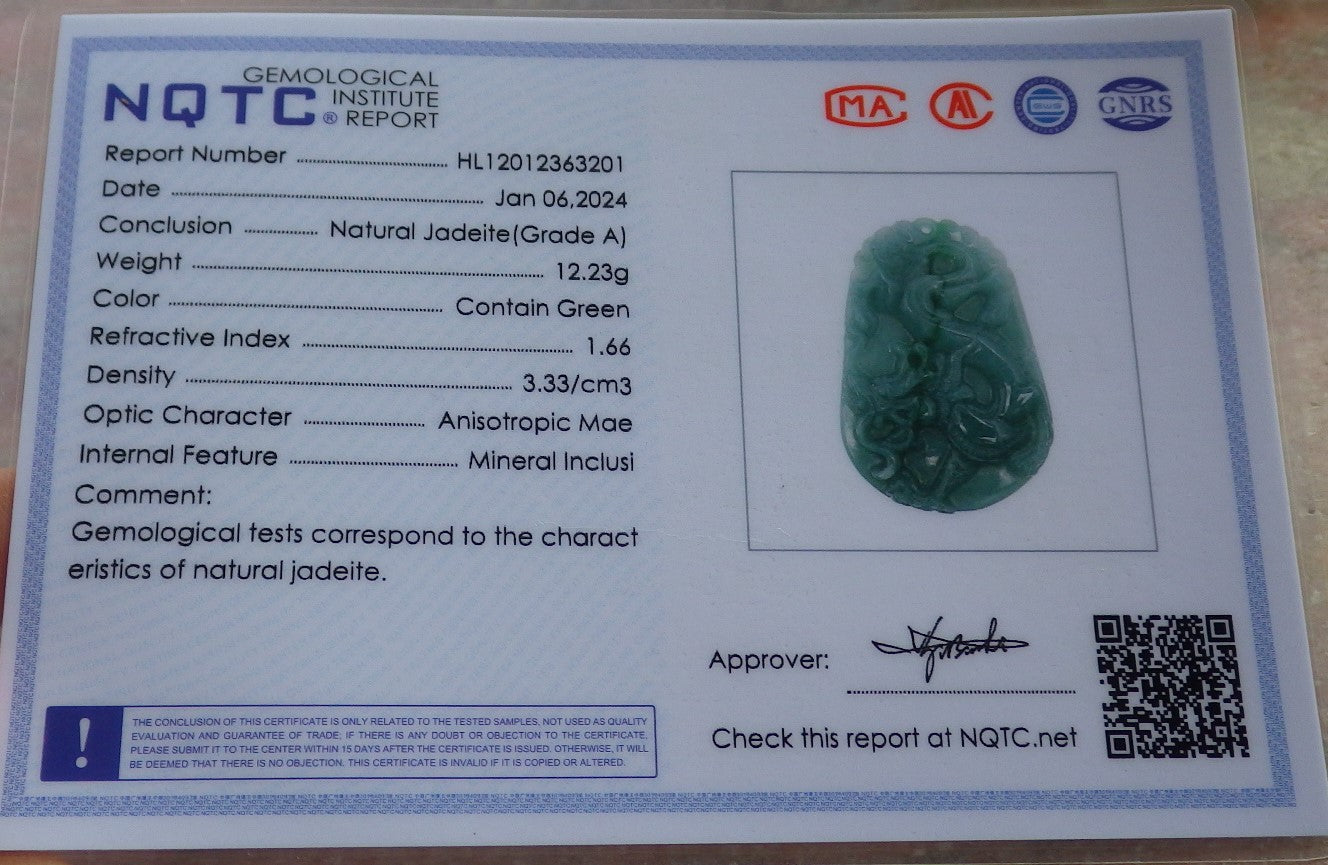 NQTC® GEMOLOGICAL INSTITUTE REPORT
MA
GNRS
Report Number ........ HL12012363201
Date ........ Jan 06,2024
Conclusion ........ Natural Jadeite(Grade A)
Weight ........ 12.23g
Color ........ Contain Green
Refractive Index ........ 1.66
Density ........ 3.33/cm3
Optic Character ........ Anisotropic Mae
Internal Feature ........ Mineral Inclusi
Comment:
Gemological tests correspond to the charact
eristics of natural jadeite.
THE CONCLUSION OF THIS CERTIFICATE IS ONLY RELATED TO THE TESTED SAMPLES, NOT USED AS QUALITY
EVALUATION AND GUARANTEE OF TRADE; IF THERE IS ANY DOUBT OR OBJECTION TO THE CERTIFICATE,
PLEASE SUBMIT IT TO THE CENTER WITHIN 15 DAYS AFTER THE CERTIFICATE IS ISSUED. OTHERWISE, IT WILL
BE DEEMED THAT THERE IS NO OBJECTION. THIS CERTIFICATE IS INVALID IF IT IS COPIED OR ALTERED.
Approver:
Check this report at NQTC.net